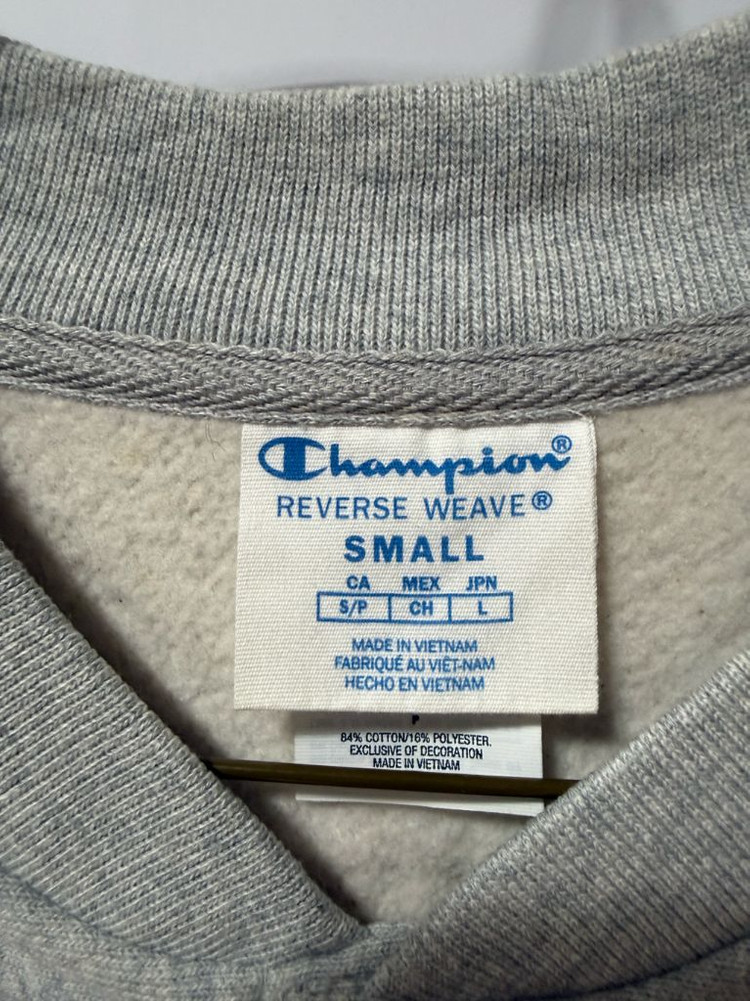 Champion®
REVERSE WEAVE®
SMALL
CA MEX JPN
S/P CH L
MADE IN VIETNAM
FABRIQUÉ AU VIÊT-NAM
HECHO EN VIETNAM
84% COTTON/16% POLYESTER.
EXCLUSIVE OF DECORATION
MADE IN VIETNAM